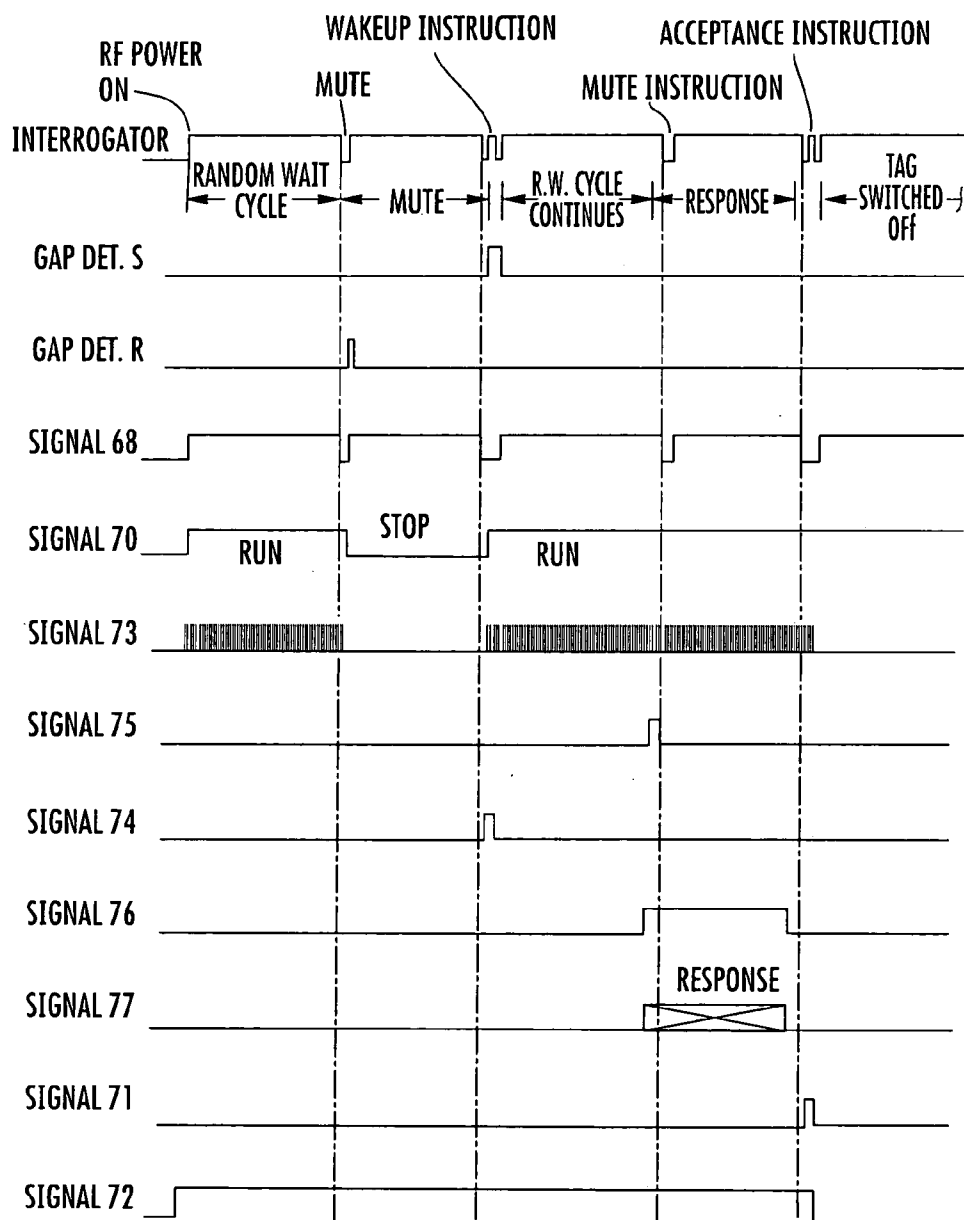 WAKEUP INSTRUCTION
ACCEPTANCE INSTRUCTION
RF POWER
ON
MUTE
MUTE INSTRUCTION
INTERROGATOR
RANDOM WAIT
CYCLE
MUTE
R.W. CYCLE
CONTINUES
RESPONSE
TAG
SWITCHED
OFf
GAP DET. S
GAP DET. R
SIGNAL 68
SIGNAL 70
RUN
STOP
RUN
SIGNAL 73
SIGNAL 75
SIGNAL 74
SIGNAL 76
RESPONSE
SIGNAL 77
SIGNAL 71
SIGNAL 72